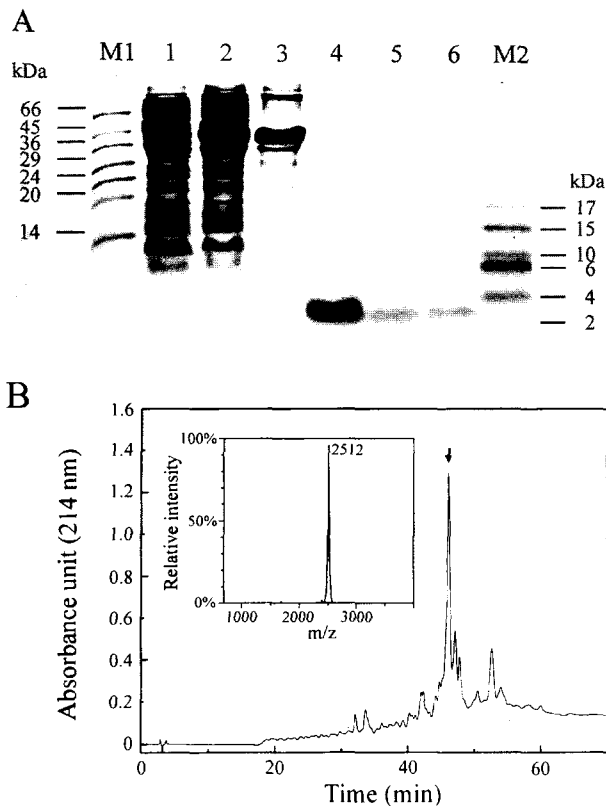 A
M1 1 2 3 4 5 6 M2
kDa
66
45
36
29
24
20
14
kDa
17
15
10
6
4
2
B
1.6
1.4
1.2
1.0
0.8
0.6
0.4
0.2
0
Absorbance unit (214 nm)
100%
50%
0%
Relative intensity
2512
1000 2000 3000
m/z
0 20 40 60
Time (min)